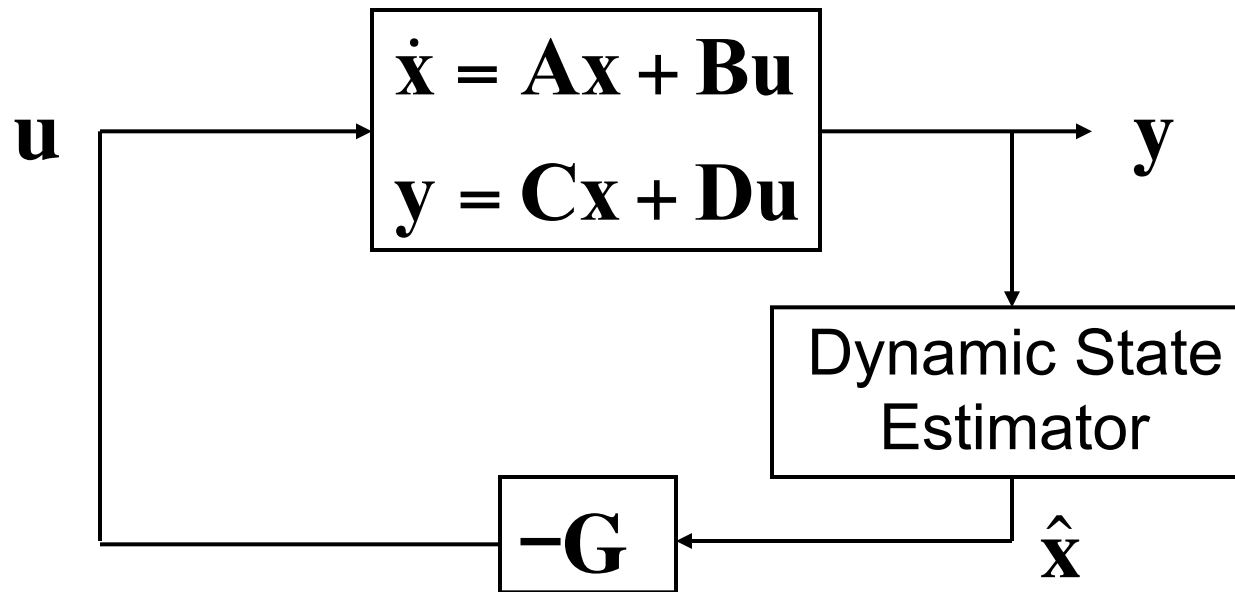 ẋ = Ax + Bu
u
y
y = Cx + Du
Dynamic State
Estimator
−G
x̂